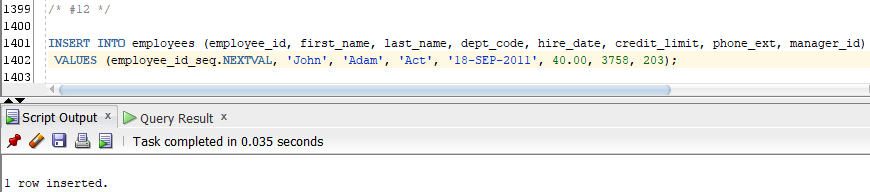 1399 /* #12 */
1400
1401 INSERT INTO employees (employee_id, first_name, last_name, dept_code, hire_date, credit_limit, phone_ext, manager_id)
1402 VALUES (employee_id_seq.NEXTVAL, 'John', 'Adam', 'Act', '18-SEP-2011', 40.00, 3758, 203);
1403
Script Output x Query Result x
Task completed in 0.035 seconds
1 row inserted.